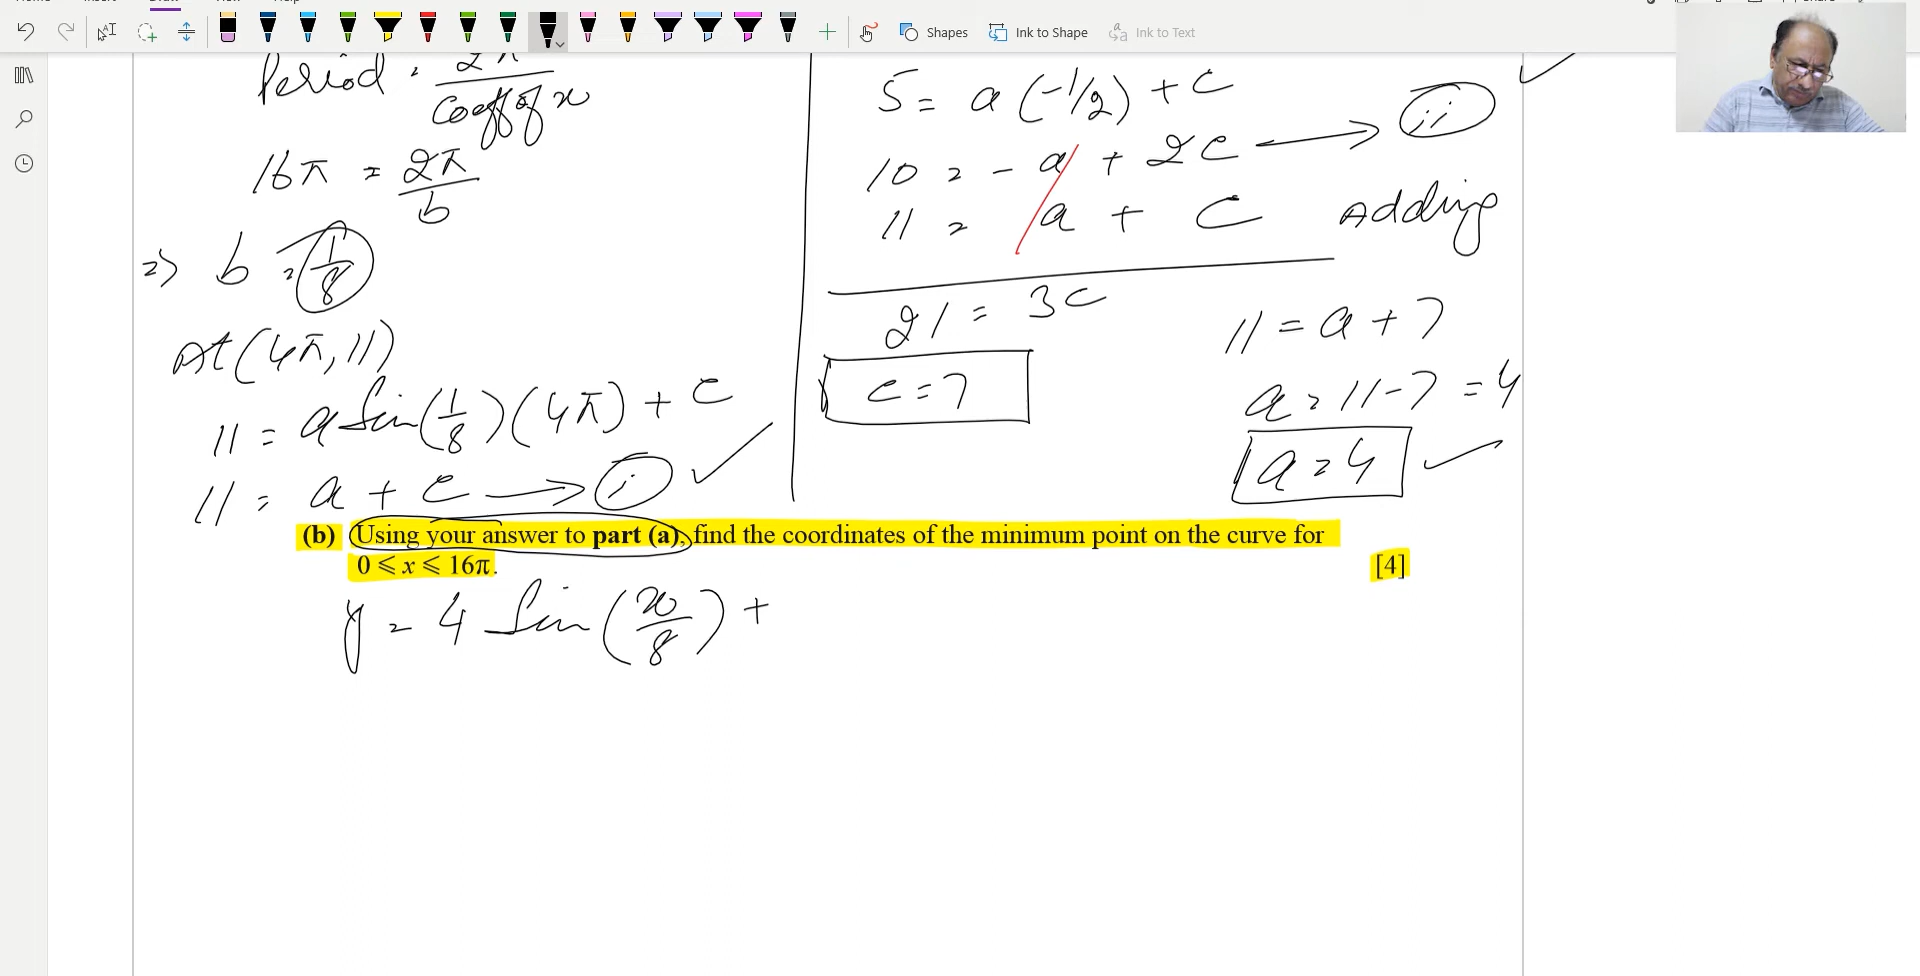 Shapes
Ink to Shape
Ink to Text
Period = 2π
Coeff of x
16π = 2π
b
=> b = 1/8
At (4π, 11)
11 = a Sin(1/8)(4π) + c
11 = a + c → (i)
5 = a (-1/2) + c
10 = - a + 2c → (ii)
11 = a + c Adding
21 = 3c
c = 7
11 = a + 7
a = 11 - 7 = 4
a = 4
(b) Using your answer to part (a), find the coordinates of the minimum point on the curve for
0 ⩽ x ⩽ 16π. [4]
y = 4 Sin (x/8) +